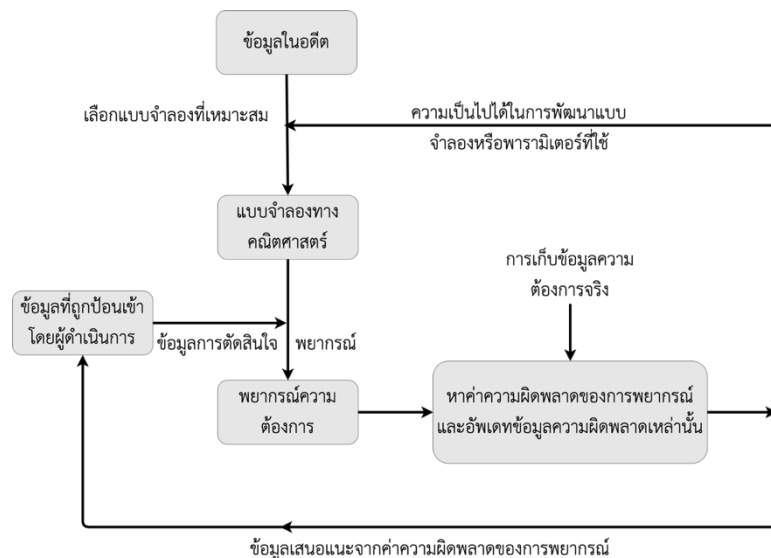 ข้อมูลในอดีต
เลือกแบบจำลองที่เหมาะสม
ความเป็นไปได้ในการพัฒนาแบบ
จำลองหรือพารามิเตอร์ที่ใช้
แบบจำลองทาง
คณิตศาสตร์
การเก็บข้อมูลความ
ต้องการจริง
ข้อมูลที่ถูกป้อนเข้า
โดยผู้ดำเนินการ
ข้อมูลการตัดสินใจ
พยากรณ์
พยากรณ์ความ
ต้องการ
หาค่าความผิดพลาดของการพยากรณ์
และอัพเดทข้อมูลความผิดพลาดเหล่านั้น
ข้อมูลเสนอแนะจากค่าความผิดพลาดของการพยากรณ์